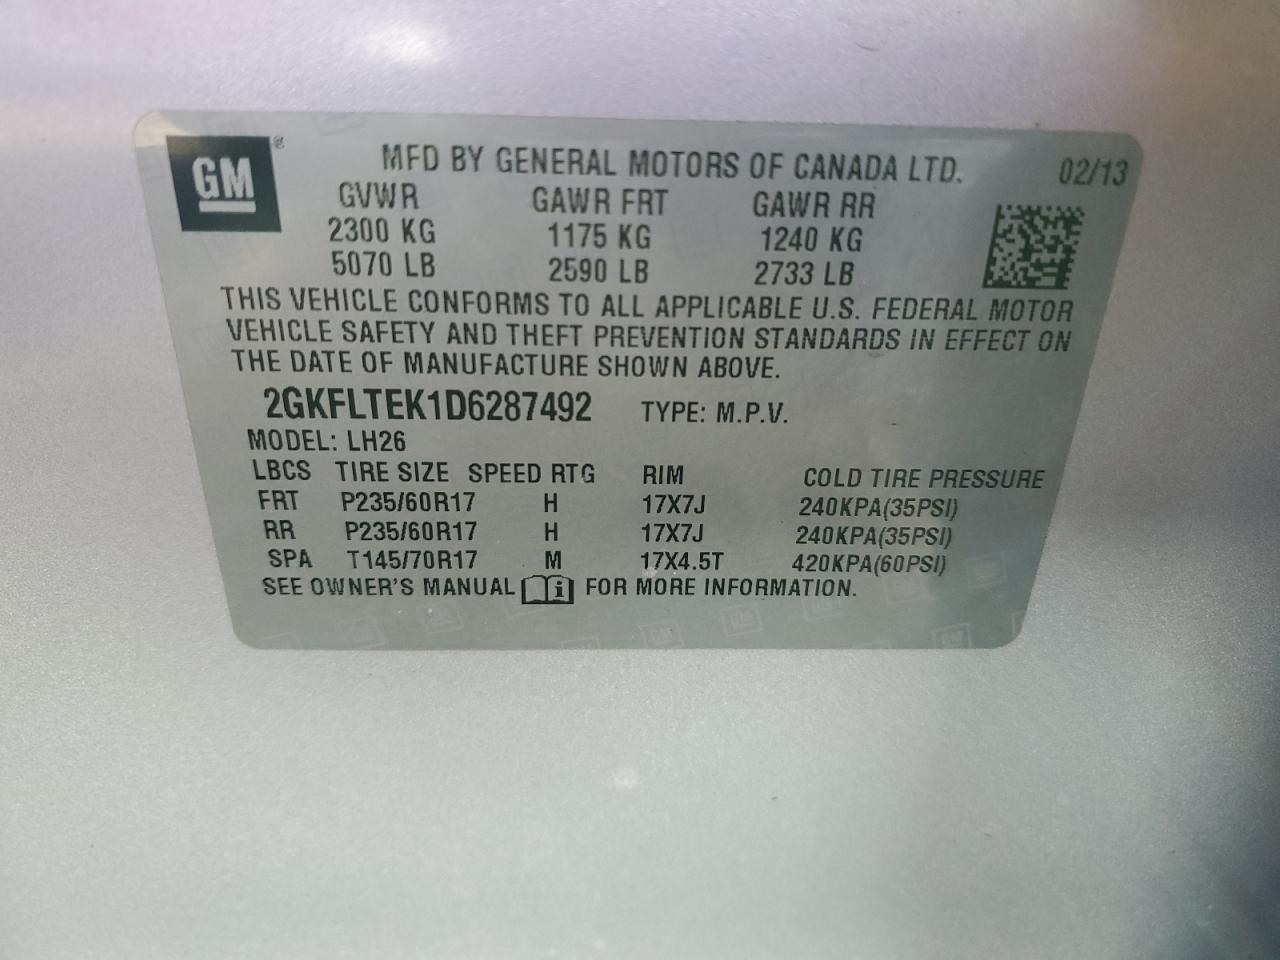 GM®
MFD BY GENERAL MOTORS OF CANADA LTD. 02/13
GVWR GAWR FRT GAWR RR
2300 KG 1175 KG 1240 KG
5070 LB 2590 LB 2733 LB
THIS VEHICLE CONFORMS TO ALL APPLICABLE U.S. FEDERAL MOTOR
VEHICLE SAFETY AND THEFT PREVENTION STANDARDS IN EFFECT ON
THE DATE OF MANUFACTURE SHOWN ABOVE.
2GKFLTEK1D6287492 TYPE: M.P.V.
MODEL: LH26
LBCS TIRE SIZE SPEED RTG RIM COLD TIRE PRESSURE
FRT P235/60R17 H 17X7J 240KPA(35PSI)
RR P235/60R17 H 17X7J 240KPA(35PSI)
SPA T145/70R17 M 17X4.5T 420KPA(60PSI)
SEE OWNER'S MANUAL i FOR MORE INFORMATION.